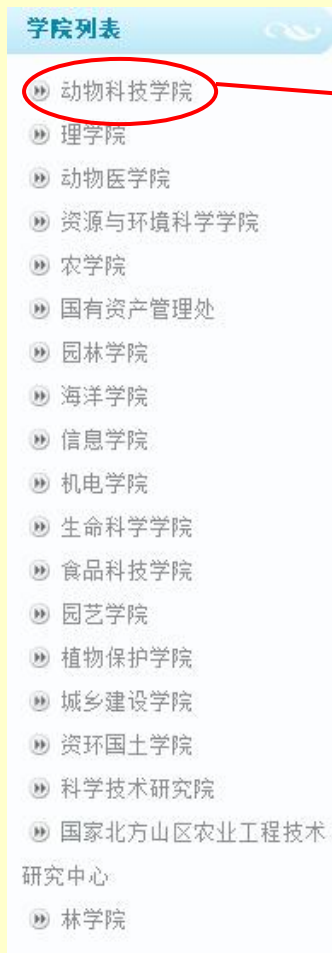 学院列表
动物科技学院
理学院
动物医学院
资源与环境科学学院
农学院
国有资产管理处
园林学院
海洋学院
信息学院
机电学院
生命科学学院
食品科技学院
园艺学院
植物保护学院
城乡建设学院
资环国土学院
科学技术研究院
国家北方山区农业工程技术
研究中心
林学院